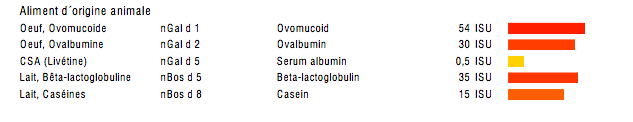 Aliment d´origine animale
Oeuf, Ovomucoide nGal d 1 Ovomucoid 54 ISU
Oeuf, Ovalbumine nGal d 2 Ovalbumin 30 ISU
CSA (Livétine) nGal d 5 Serum albumin 0,5 ISU
Lait, Bêta-lactoglobuline nBos d 5 Beta-lactoglobulin 35 ISU
Lait, Caséines nBos d 8 Casein 15 ISU